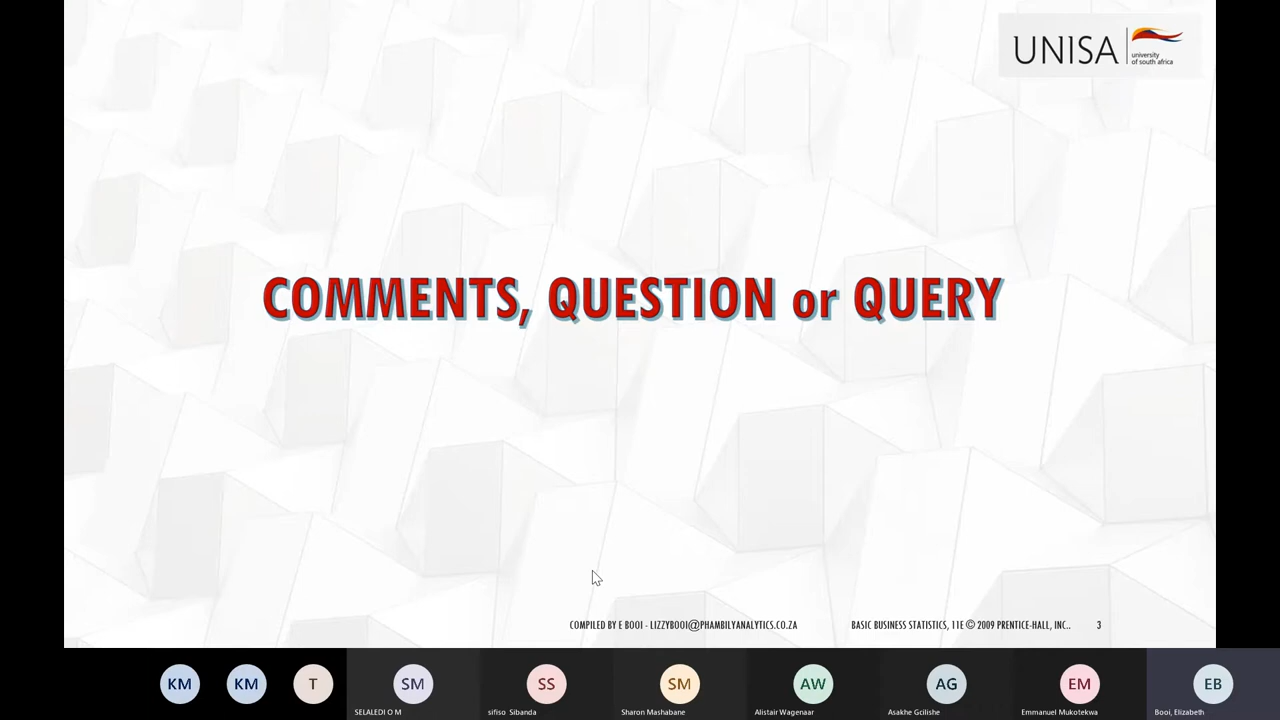 UNISA
university
of south africa
COMMENTS, QUESTION or QUERY
COMPILED BY E BOOI - LIZZYBOOI@PHAMBILYANALYTICS.CO.ZA
BASIC BUSINESS STATISTICS, 11E © 2009 PRENTICE-HALL, INC..
3
KM
KM
T
SM
SS
SM
AW
AG
EM
EB
SELALEDI O M
sifiso Sibanda
Sharon Mashabane
Alistair Wagenaar
Asakhe Gcilishe
Emmanuel Mukotekwa
Booi, Elizabeth